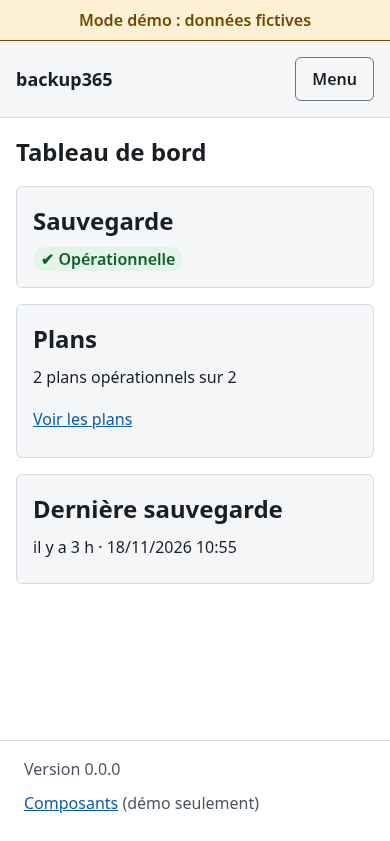 Mode démo : données fictives
backup365
Menu
Tableau de bord
Sauvegarde
✔ Opérationnelle
Plans
2 plans opérationnels sur 2
Voir les plans
Dernière sauvegarde
il y a 3 h · 18/11/2026 10:55
Version 0.0.0
Composants (démo seulement)